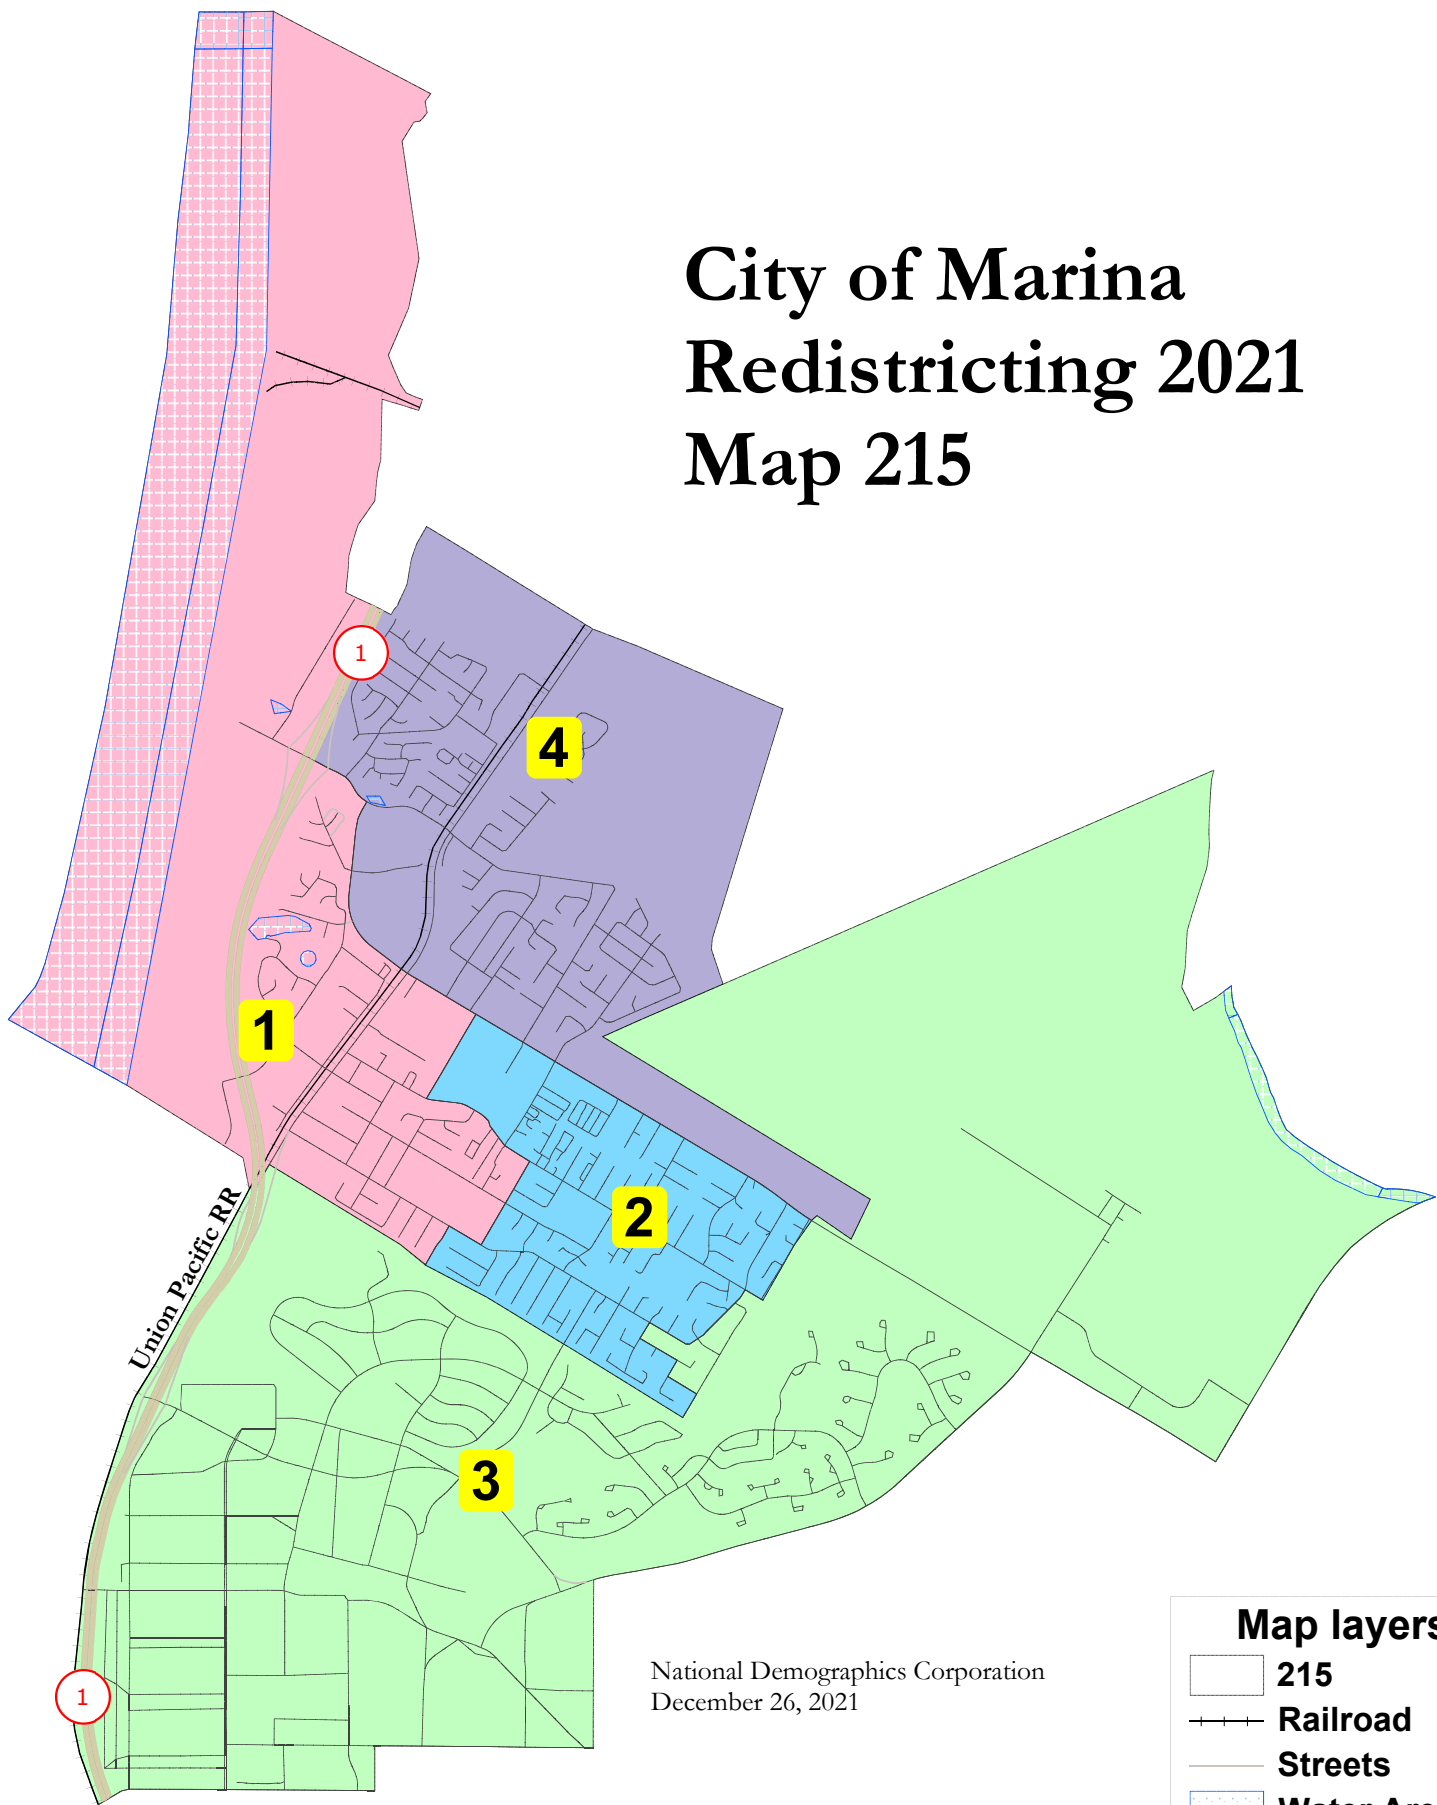 City of Marina
Redistricting 2021
Map 215
1
4
1
2
Union Pacific RR
3
1
National Demographics Corporation
December 26, 2021
Map layers
215
Railroad
Streets
Water